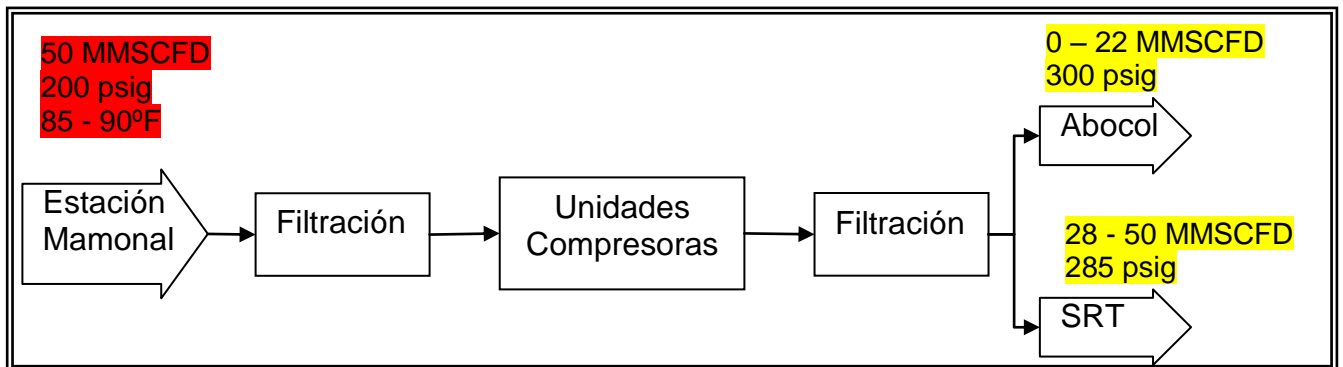 50 MMSCFD
200 psig
85 - 90ºF
Estación
Mamonal
Filtración
Unidades
Compresoras
Filtración
0 – 22 MMSCFD
300 psig
Abocol
28 - 50 MMSCFD
285 psig
SRT